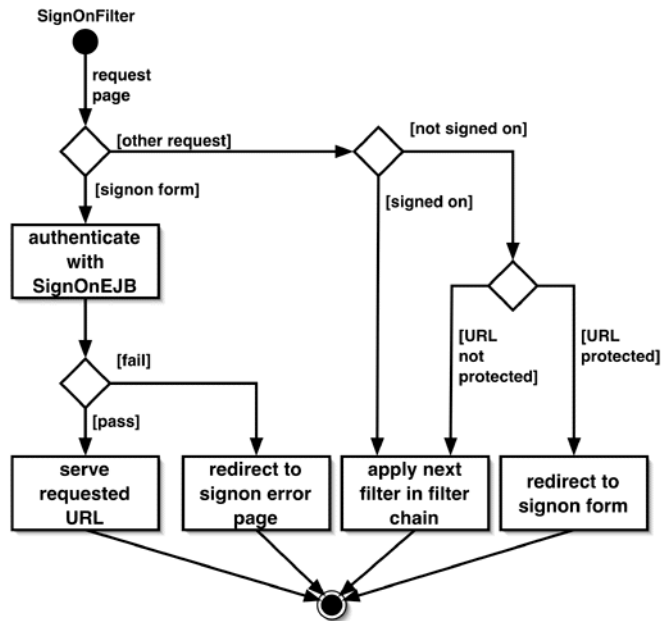 SignOnFilter
request
page
[other request]
[not signed on]
[signon form]
[signed on]
authenticate
with
SignOnEJB
[URL
not
protected]
[URL
protected]
[fail]
[pass]
serve
requested
URL
redirect to
signon error
page
apply next
filter in filter
chain
redirect to
signon form